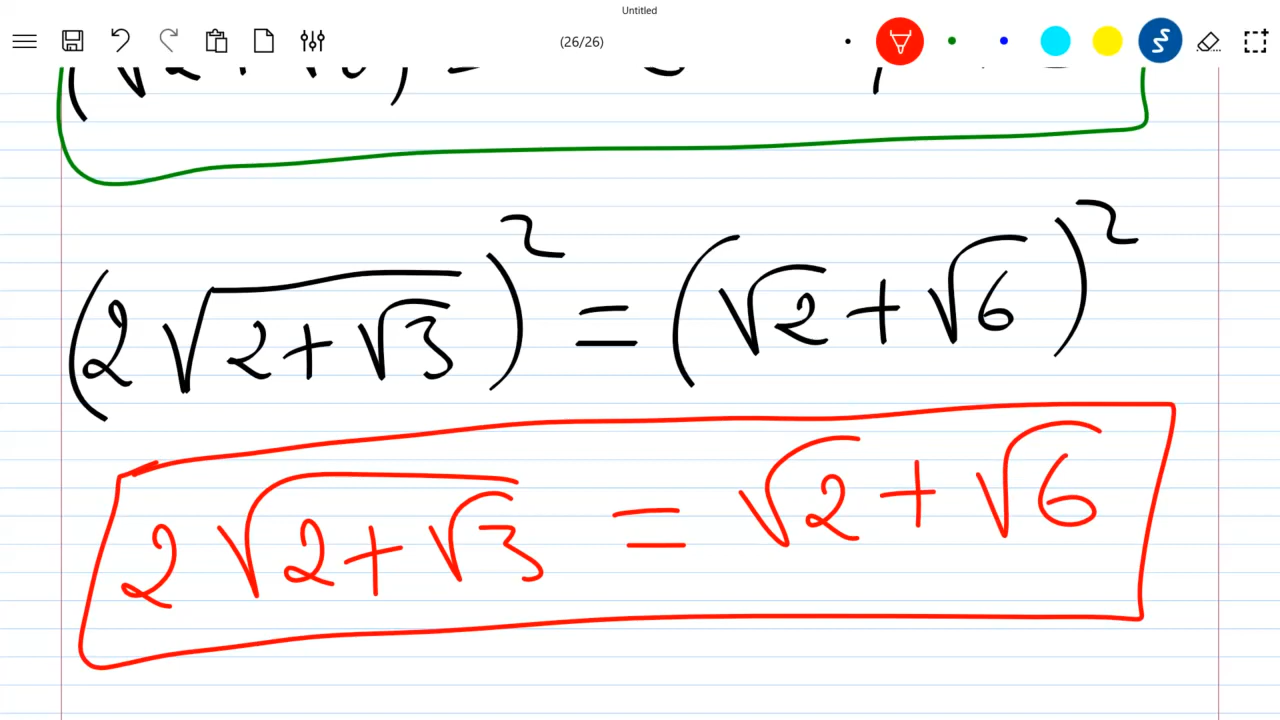 Untitled
(26/26)
(2√(2+√3))² = (√2+√6)²
2√(2+√3) = √2+√6